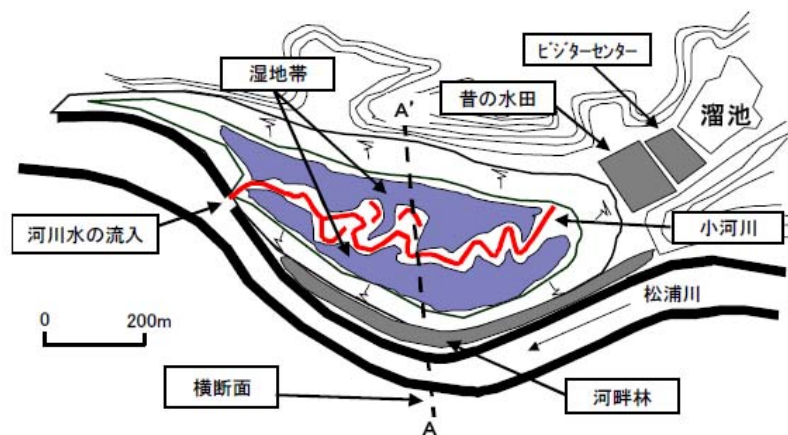 ビジターセンター
湿地帯
昔の水田
A'
溜池
河川水の流入
小河川
0 200m
松浦川
横断面
河畔林
A